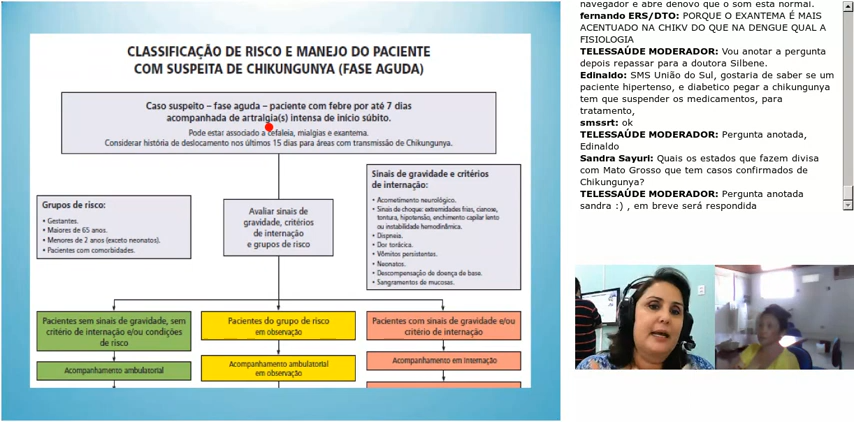 CLASSIFICAÇÃO DE RISCO E MANEJO DO PACIENTE
COM SUSPEITA DE CHIKUNGUNYA (FASE AGUDA)
Caso suspeito – fase aguda – paciente com febre por até 7 dias
acompanhada de artralgia(s) intensa de início súbito.
Pode estar associado a cefaleia, mialgias e exantema.
Considerar história de deslocamento nos últimos 15 dias para áreas com transmissão de Chikungunya.
Grupos de risco:
• Gestantes.
• Maiores de 65 anos.
• Menores de 2 anos (exceto neonatos).
• Pacientes com comorbidades.
Avaliar sinais de
gravidade, critérios
de internação
e grupos de risco
Sinais de gravidade e critérios
de internação:
• Acometimento neurológico.
• Sinais de choque: extremidades frias, cianose,
tontura, hipotensão, enchimento capilar lento
ou instabilidade hemodinâmica.
• Dispneia.
• Dor torácica.
• Vômitos persistentes.
• Neonatos.
• Descompensação de doença de base.
• Sangramentos de mucosas.
Pacientes sem sinais de gravidade, sem
critério de internação e/ou condições
de risco
Pacientes do grupo de risco
em observação
Pacientes com sinais de gravidade e/ou
critério de internação
Acompanhamento ambulatorial
Acompanhamento ambulatorial
em observação
Acompanhamento em internação
navegador e abre denovo que o som esta normal.
fernando ERS/DTO: PORQUE O EXANTEMA É MAIS
ACENTUADO NA CHIKV DO QUE NA DENGUE QUAL A
FISIOLOGIA
TELESSAÚDE MODERADOR: Vou anotar a pergunta
depois repassar para a doutora Silbene.
Edinaldo: SMS União do Sul, gostaria de saber se um
paciente hipertenso, e diabetico pegar a chikungunya
tem que suspender os medicamentos, para
tratamento,
smssrt: ok
TELESSAÚDE MODERADOR: Pergunta anotada,
Edinaldo
Sandra Sayuri: Quais os estados que fazem divisa
com Mato Grosso que tem casos confirmados de
Chikungunya?
TELESSAÚDE MODERADOR: Pergunta anotada
sandra :) , em breve será respondida